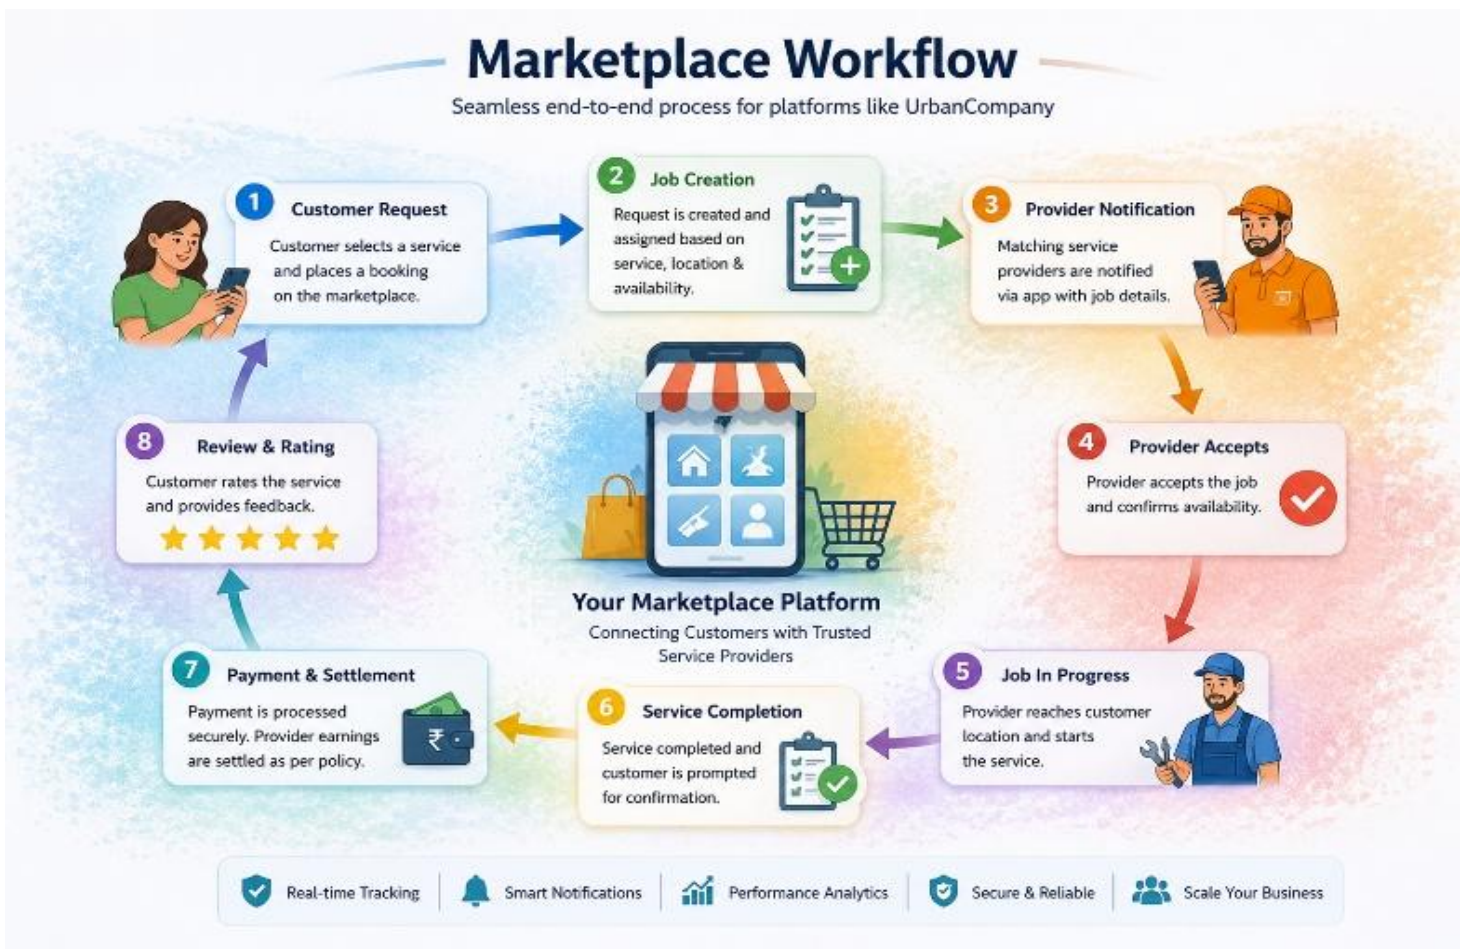 Marketplace Workflow
Seamless end-to-end process for platforms like UrbanCompany
1
Customer Request
Customer selects a service
and places a booking
on the marketplace.
2
Job Creation
Request is created and
assigned based on
service, location &
availability.
3
Provider Notification
Matching service
providers are notified
via app with job details.
4
Provider Accepts
Provider accepts the job
and confirms availability.
5
Job In Progress
Provider reaches customer
location and starts
the service.
6
Service Completion
Service completed and
customer is prompted
for confirmation.
7
Payment & Settlement
Payment is processed
securely. Provider earnings
are settled as per policy.
₹
8
Review & Rating
Customer rates the service
and provides feedback.
Your Marketplace Platform
Connecting Customers with Trusted
Service Providers
Real-time Tracking
Smart Notifications
Performance Analytics
Secure & Reliable
Scale Your Business